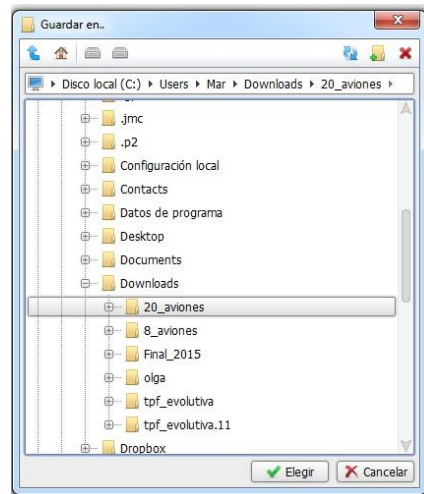 Guardar en..
Disco local (C:) Users Mar Downloads 20_aviones
.jmc
.p2
Configuración local
Contacts
Datos de programa
Desktop
Documents
Downloads
20_aviones
8_aviones
Final_2015
olga
tpf_evolutiva
tpf_evolutiva.11
Dropbox
Elegir Cancelar